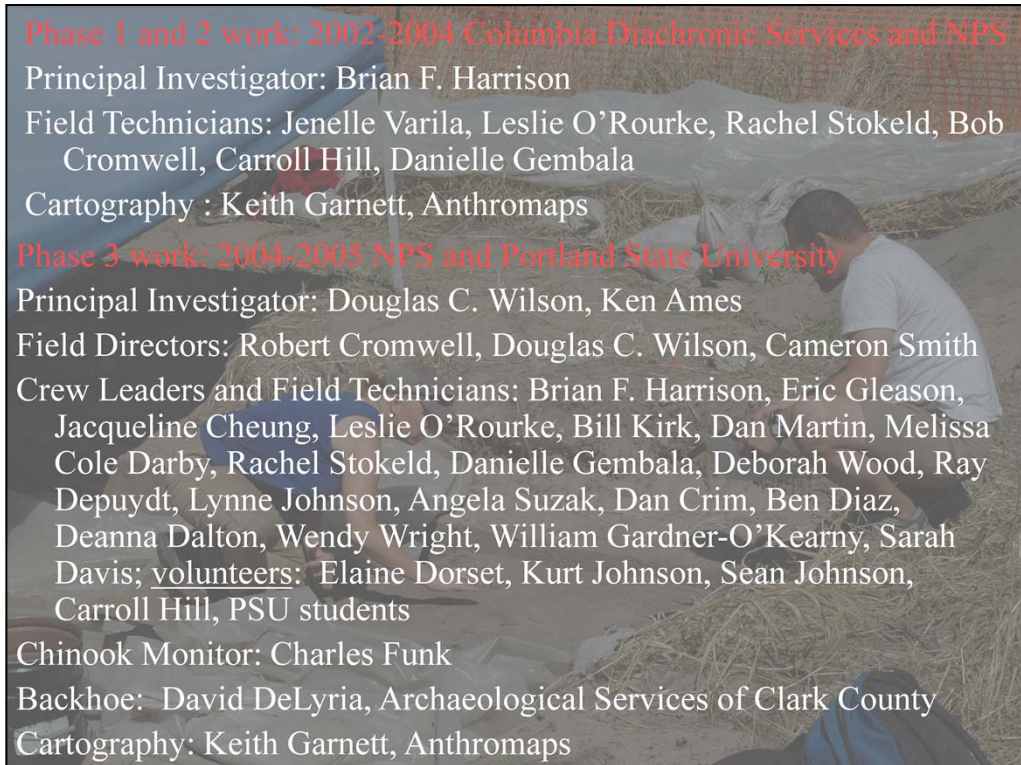 Phase 1 and 2 work: 2002-2004 Columbia Diachronic Services and NPS
Principal Investigator: Brian F. Harrison
Field Technicians: Jenelle Varila, Leslie O’Rourke, Rachel Stokeld, Bob
Cromwell, Carroll Hill, Danielle Gembala
Cartography : Keith Garnett, Anthromaps
Phase 3 work: 2004-2005 NPS and Portland State University
Principal Investigator: Douglas C. Wilson, Ken Ames
Field Directors: Robert Cromwell, Douglas C. Wilson, Cameron Smith
Crew Leaders and Field Technicians: Brian F. Harrison, Eric Gleason,
Jacqueline Cheung, Leslie O’Rourke, Bill Kirk, Dan Martin, Melissa
Cole Darby, Rachel Stokeld, Danielle Gembala, Deborah Wood, Ray
Depuydt, Lynne Johnson, Angela Suzak, Dan Crim, Ben Diaz,
Deanna Dalton, Wendy Wright, William Gardner-O’Kearny, Sarah
Davis; volunteers:  Elaine Dorset, Kurt Johnson, Sean Johnson,
Carroll Hill, PSU students
Chinook Monitor: Charles Funk
Backhoe:  David DeLyria, Archaeological Services of Clark County
Cartography: Keith Garnett, Anthromaps